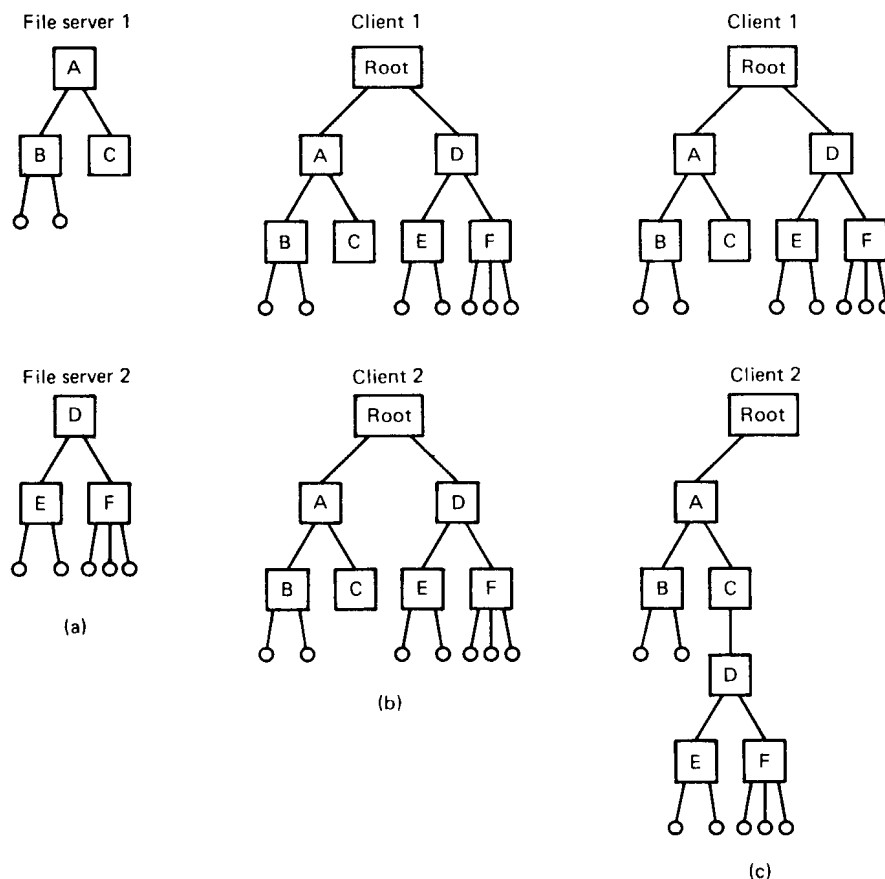 File server 1
A
B C
Client 1
Root
A D
B C E F
Client 1
Root
A D
B C E F
File server 2
D
E F
(a)
Client 2
Root
A D
B C E F
(b)
Client 2
Root
A
B C
D
E F
(c)